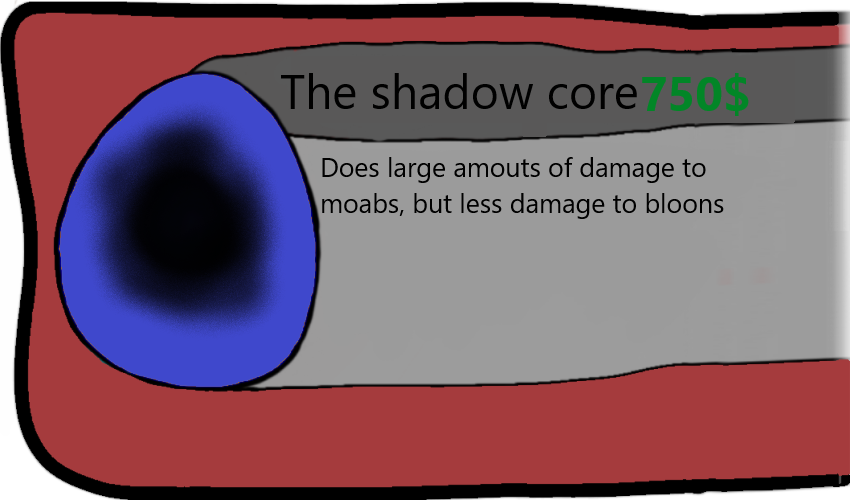 The shadow core750$
Does large amouts of damage to
moabs, but less damage to bloons